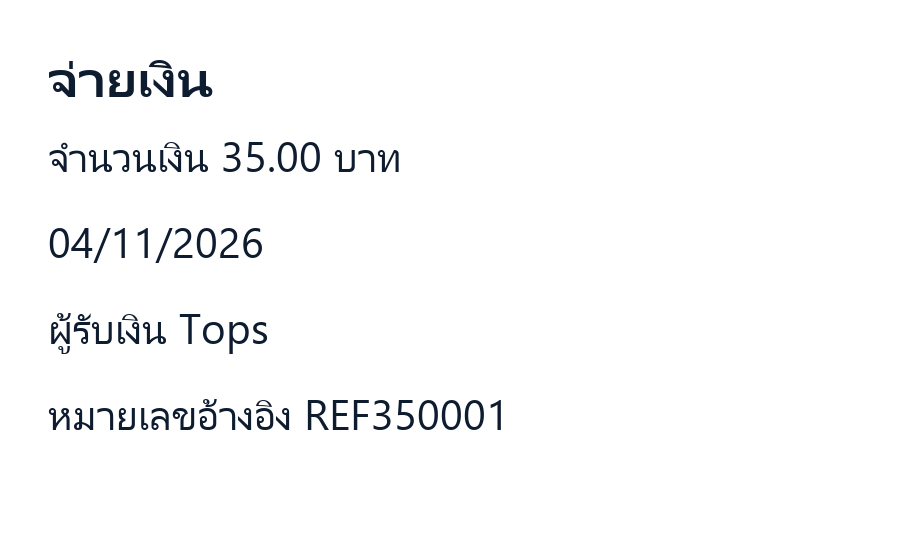 จ่ายเงิน
จำนวนเงิน 35.00 บาท
04/11/2026
ผู้รับเงิน Tops
หมายเลขอ้างอิง REF350001